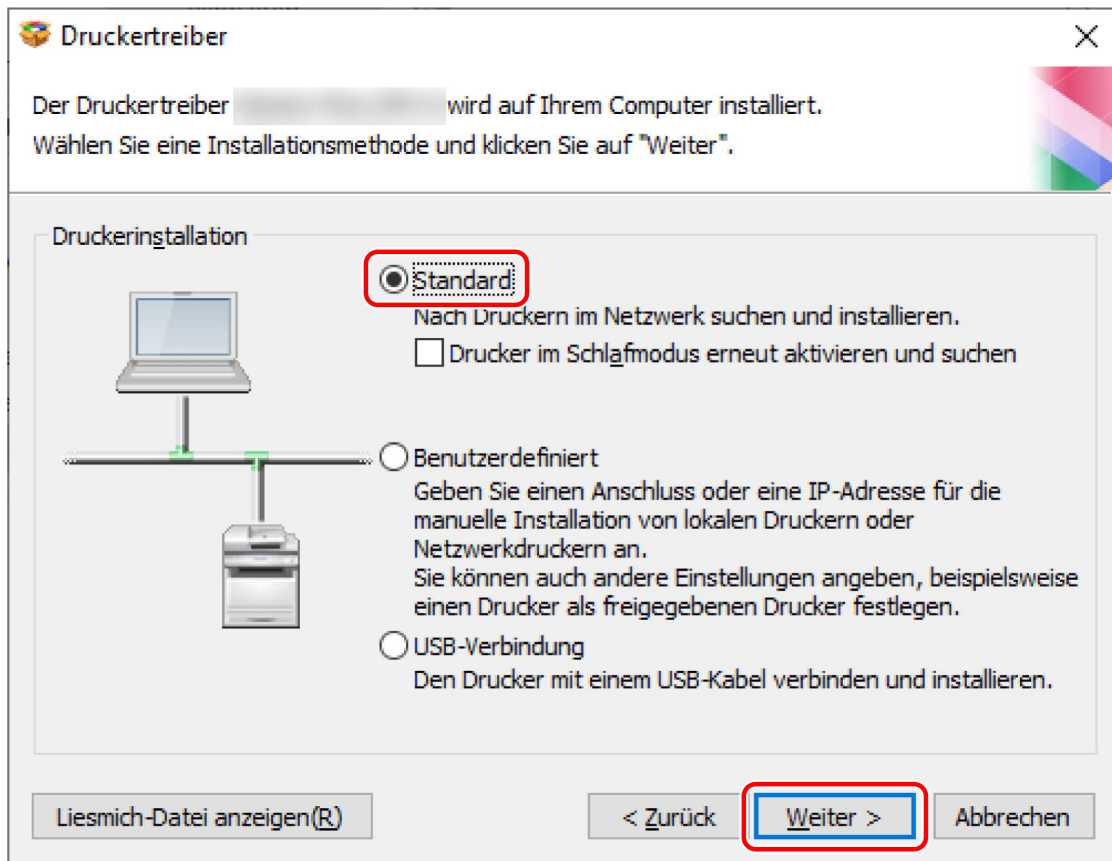 Druckertreiber
Der Druckertreiber wird auf Ihrem Computer installiert.
Wählen Sie eine Installationsmethode und klicken Sie auf "Weiter".
Druckerinstallation
Standard
Nach Druckern im Netzwerk suchen und installieren.
Drucker im Schlafmodus erneut aktivieren und suchen
Benutzerdefiniert
Geben Sie einen Anschluss oder eine IP-Adresse für die
manuelle Installation von lokalen Druckern oder
Netzwerkdruckern an.
Sie können auch andere Einstellungen angeben, beispielsweise
einen Drucker als freigegebenen Drucker festlegen.
USB-Verbindung
Den Drucker mit einem USB-Kabel verbinden und installieren.
Liesmich-Datei anzeigen(R)
< Zurück
Weiter >
Abbrechen